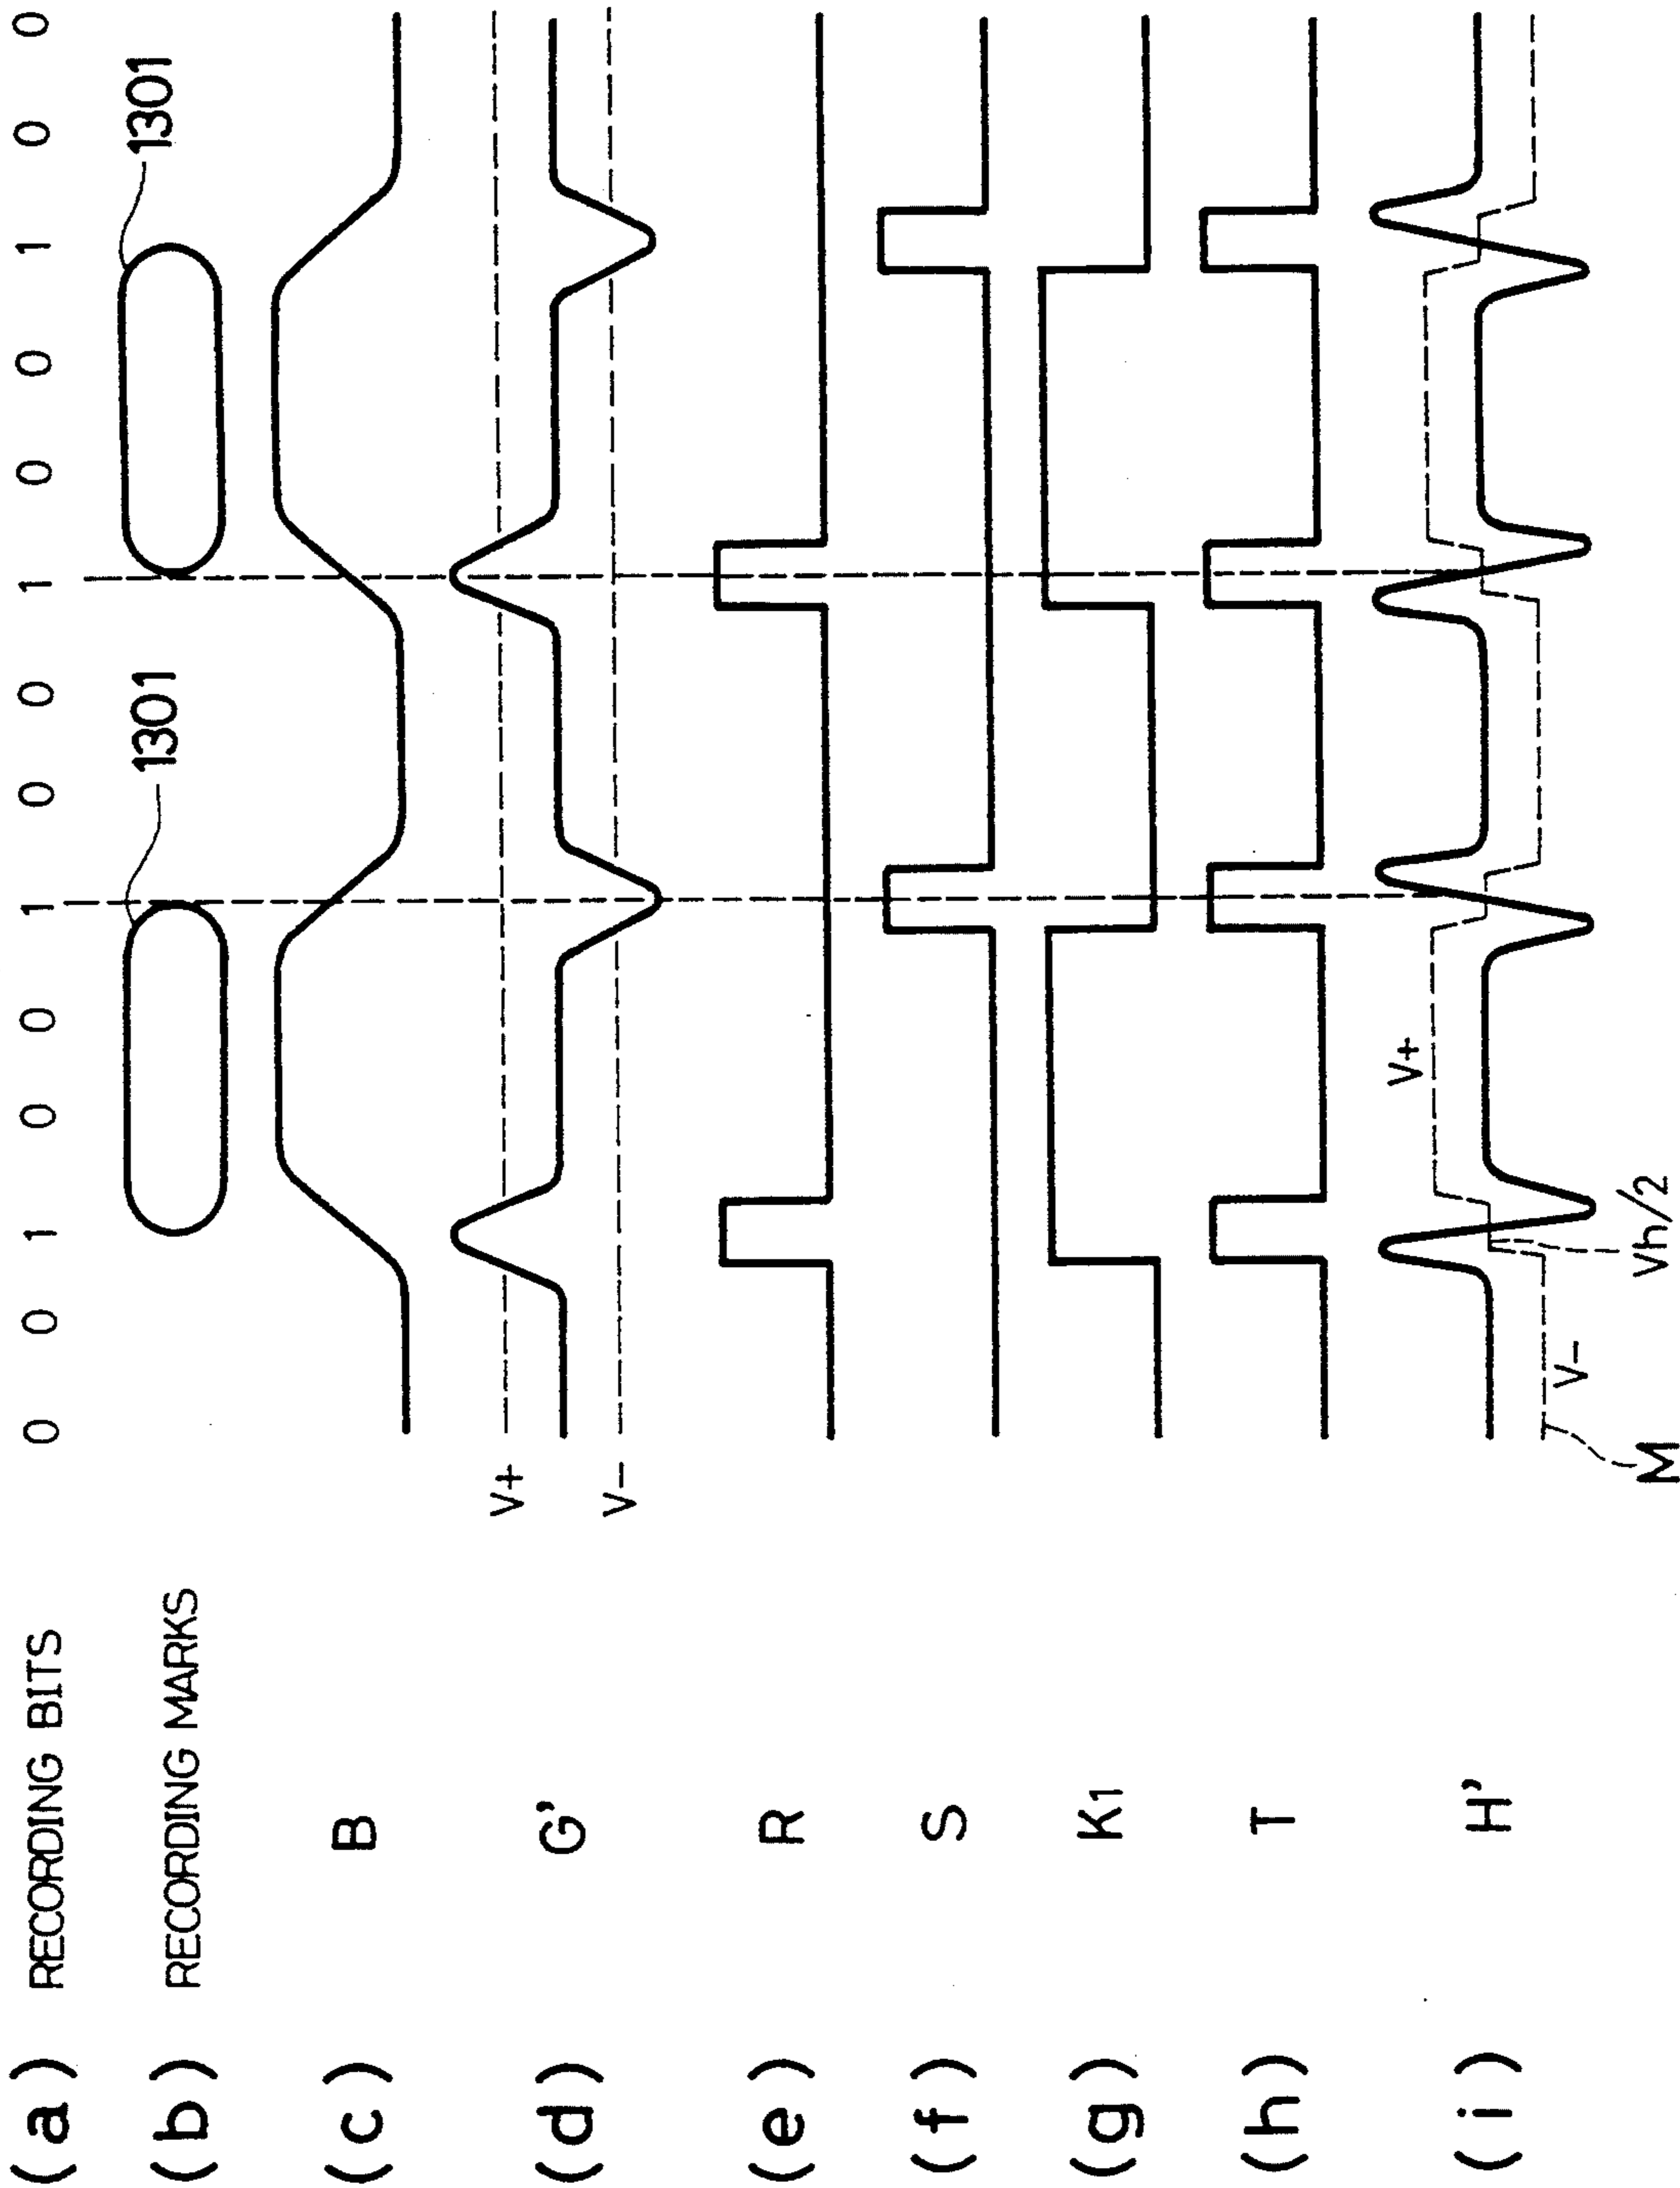 (a) RECORDING BITS 0 0 1 0 0 1 0 0 1 0 0 1 0 0
(b) RECORDING MARKS 1301 1301
(c) B
(d) G' V+ V-
(e) R
(f) S
(g) K1
(h) T
(i) H' M V- Vh/2 V+